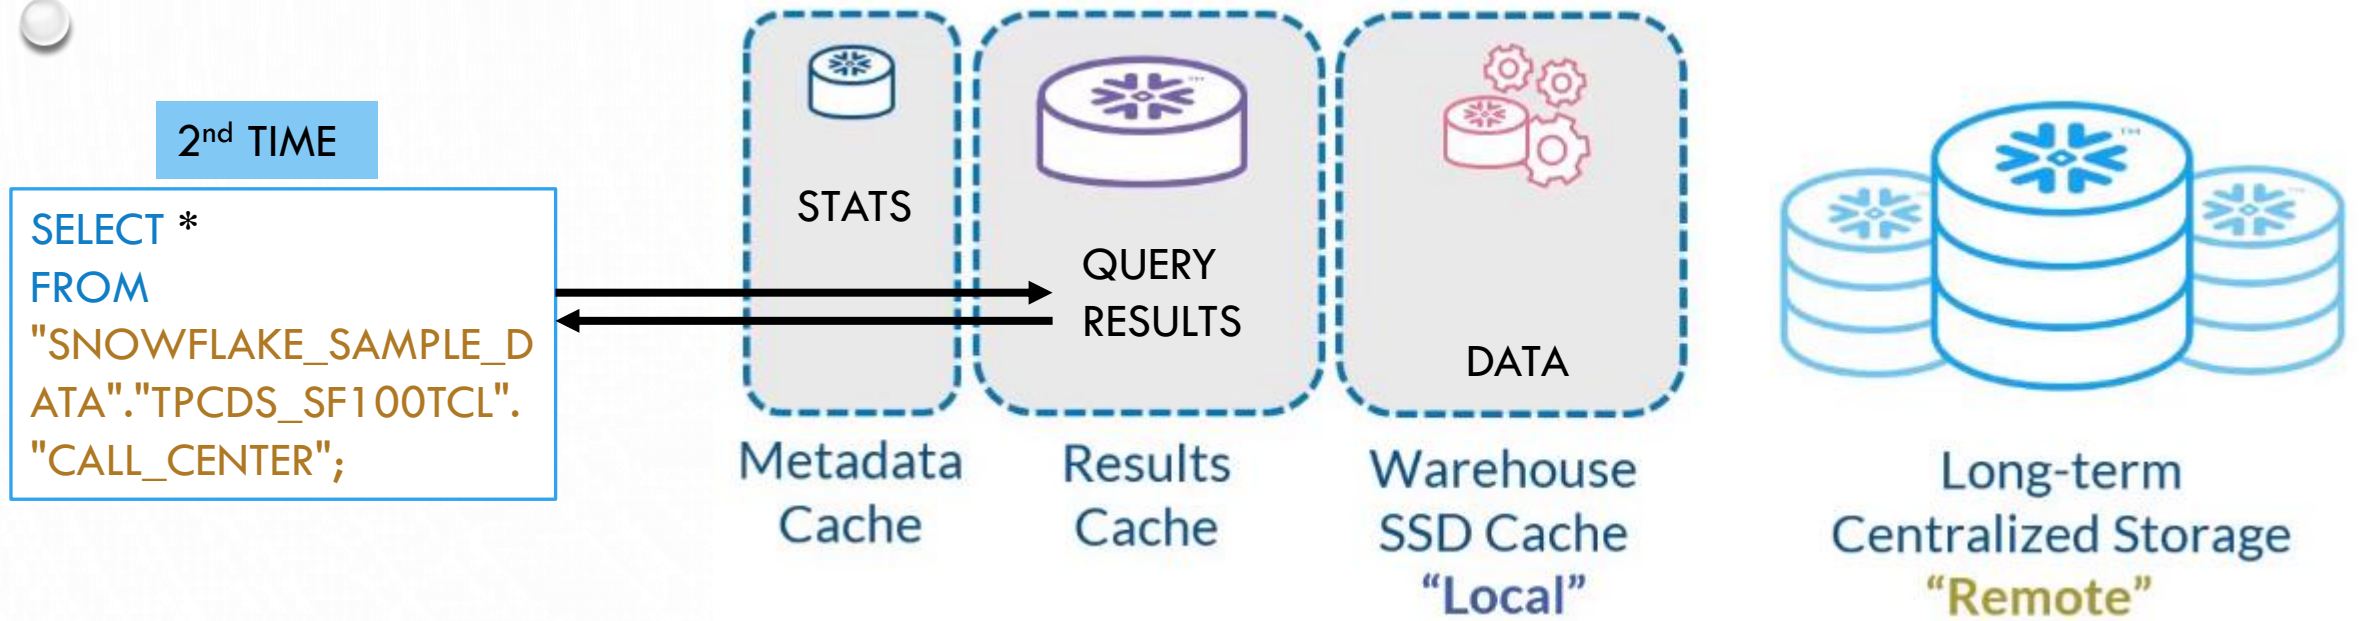 2nd TIME
SELECT *
FROM
"SNOWFLAKE_SAMPLE_D
ATA"."TPCDS_SF100TCL".
"CALL_CENTER";
STATS
Metadata
Cache
QUERY
RESULTS
Results
Cache
DATA
Warehouse
SSD Cache
“Local”
Long-term
Centralized Storage
“Remote”